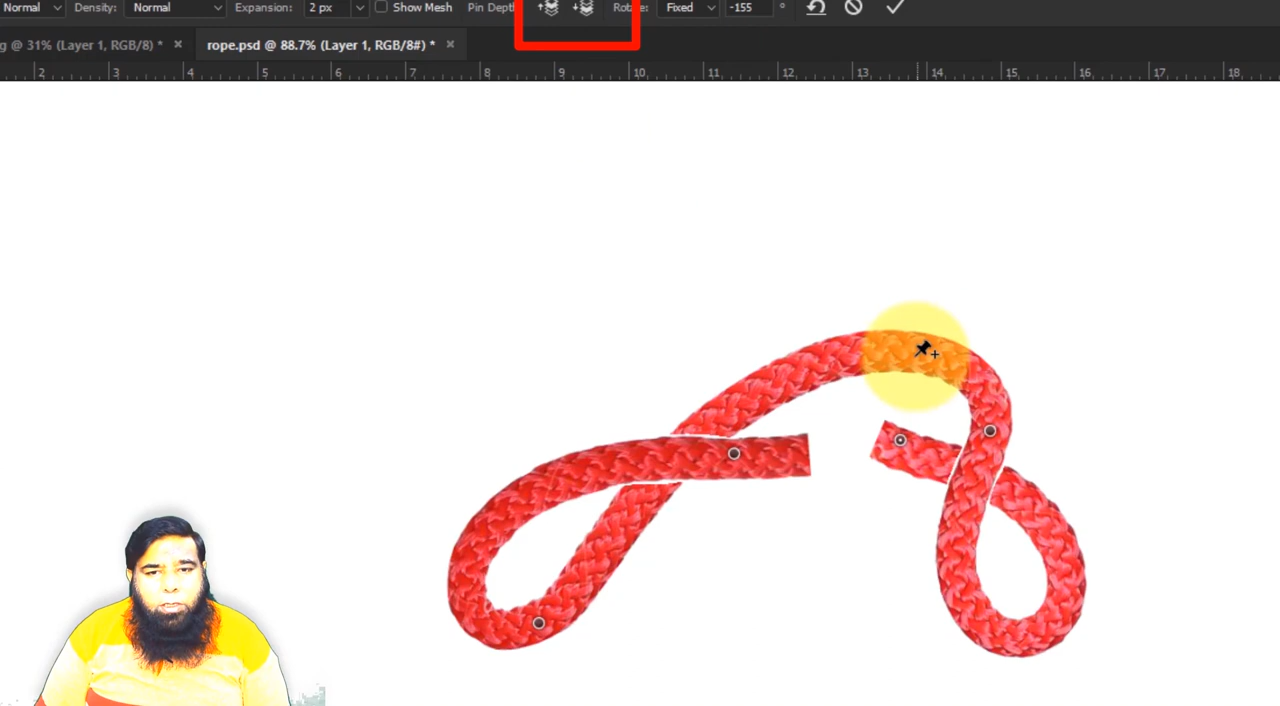 Normal Density: Normal Expansion: 2 px Show Mesh Pin Depth Rotate: Fixed -155 °
g @ 31% (Layer 1, RGB/8) * × rope.psd @ 88.7% (Layer 1, RGB/8#) * ×
2 3 4 5 6 7 8 9 10 11 12 13 14 15 16 17 18